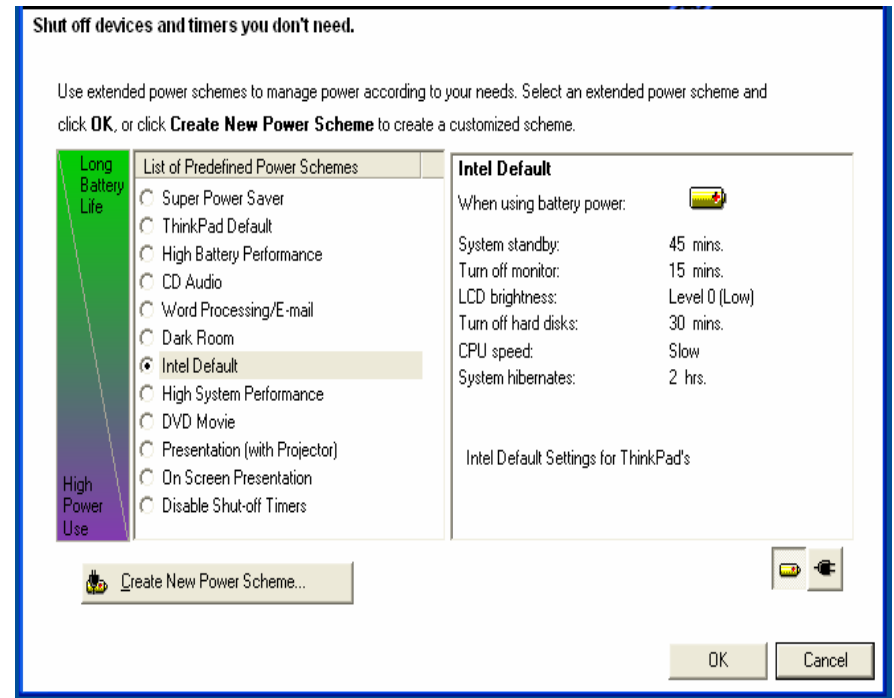 Shut off devices and timers you don't need.
Use extended power schemes to manage power according to your needs. Select an extended power scheme and
click OK, or click Create New Power Scheme to create a customized scheme.
Long
Battery
Life
High
Power
Use
List of Predefined Power Schemes
Super Power Saver
ThinkPad Default
High Battery Performance
CD Audio
Word Processing/E-mail
Dark Room
Intel Default
High System Performance
DVD Movie
Presentation (with Projector)
On Screen Presentation
Disable Shut-off Timers
Intel Default
When using battery power:
System standby: 45 mins.
Turn off monitor: 15 mins.
LCD brightness: Level 0 (Low)
Turn off hard disks: 30 mins.
CPU speed: Slow
System hibernates: 2 hrs.
Intel Default Settings for ThinkPad's
Create New Power Scheme...
OK
Cancel